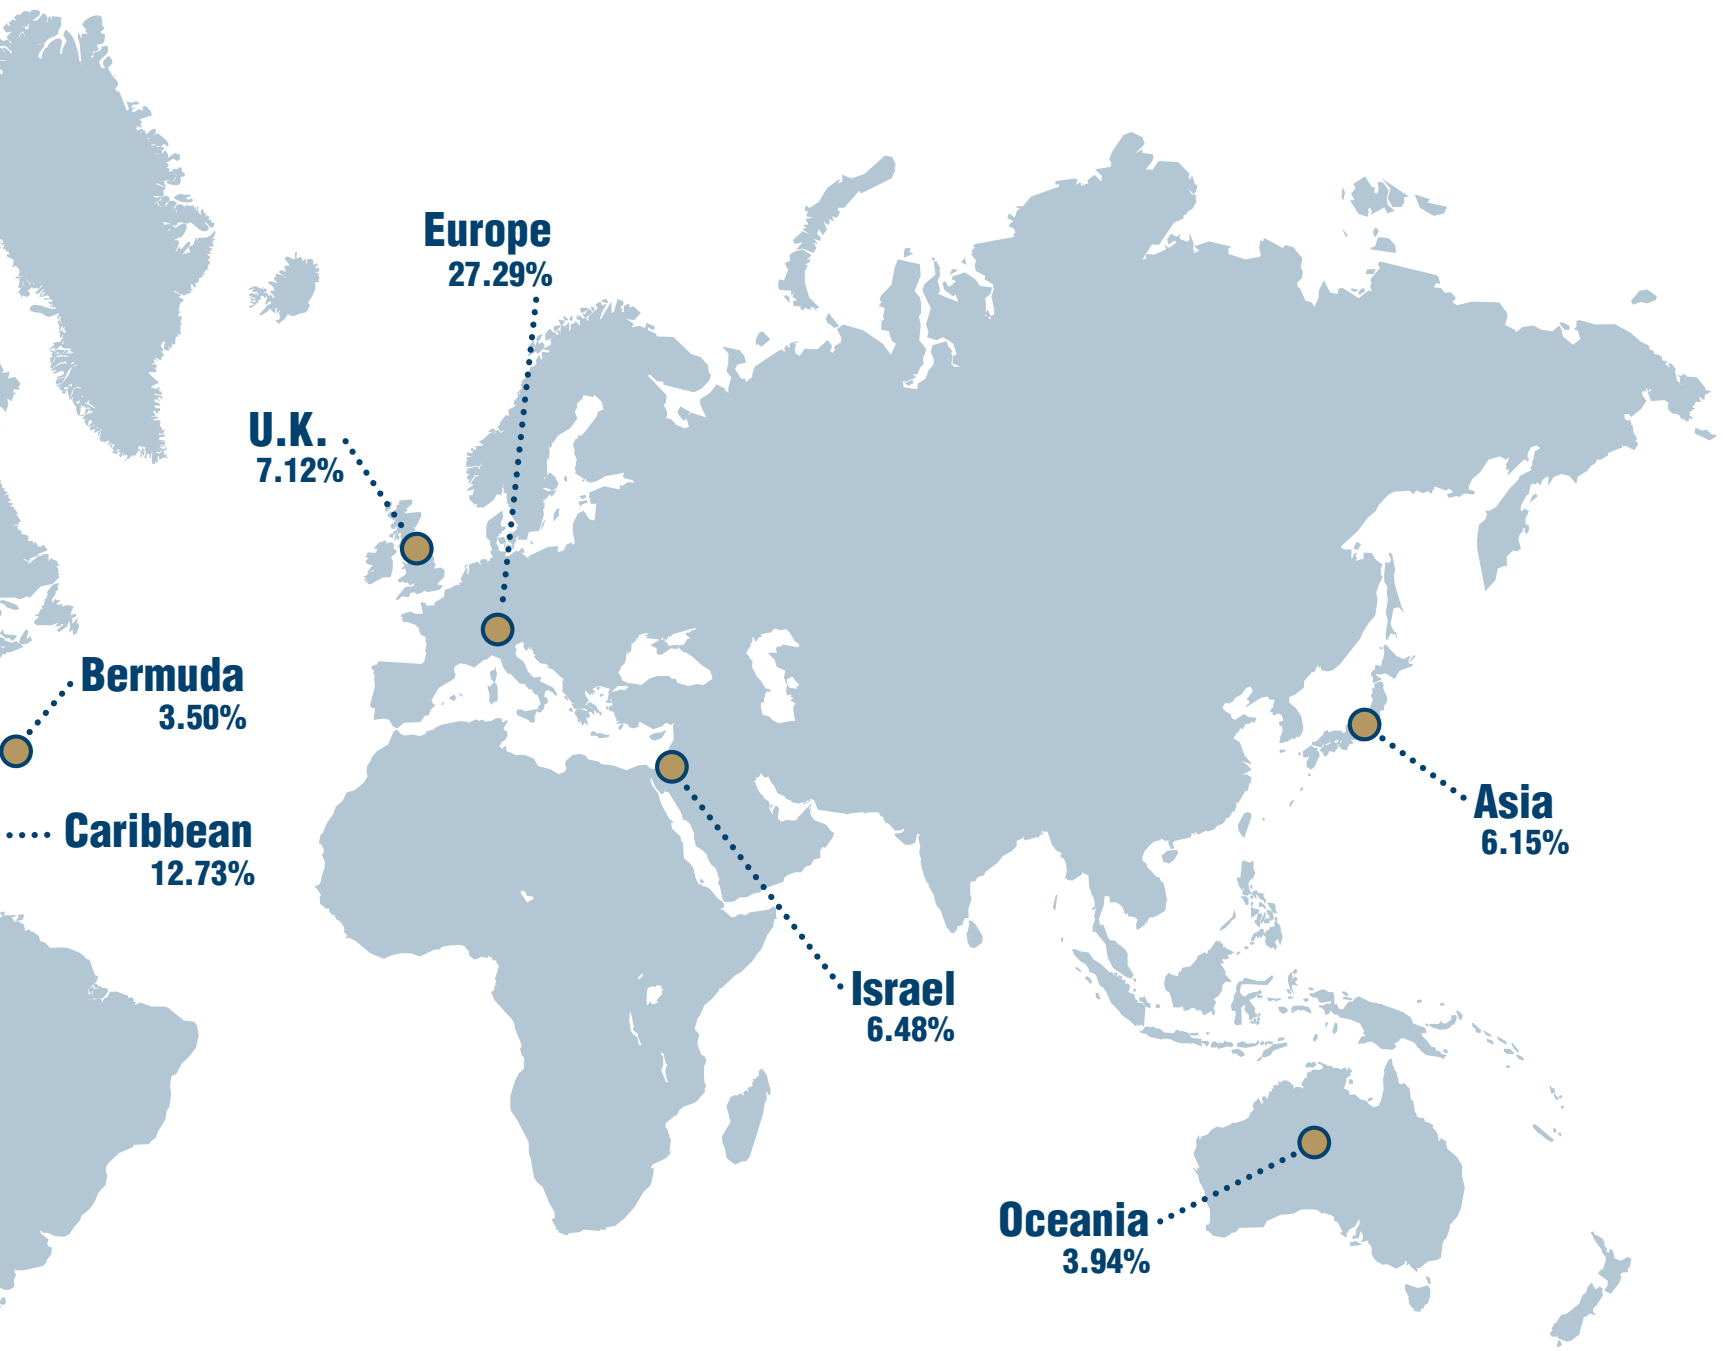 Europe
27.29%
U.K.
7.12%
Bermuda
3.50%
Caribbean
12.73%
Asia
6.15%
Israel
6.48%
Oceania
3.94%